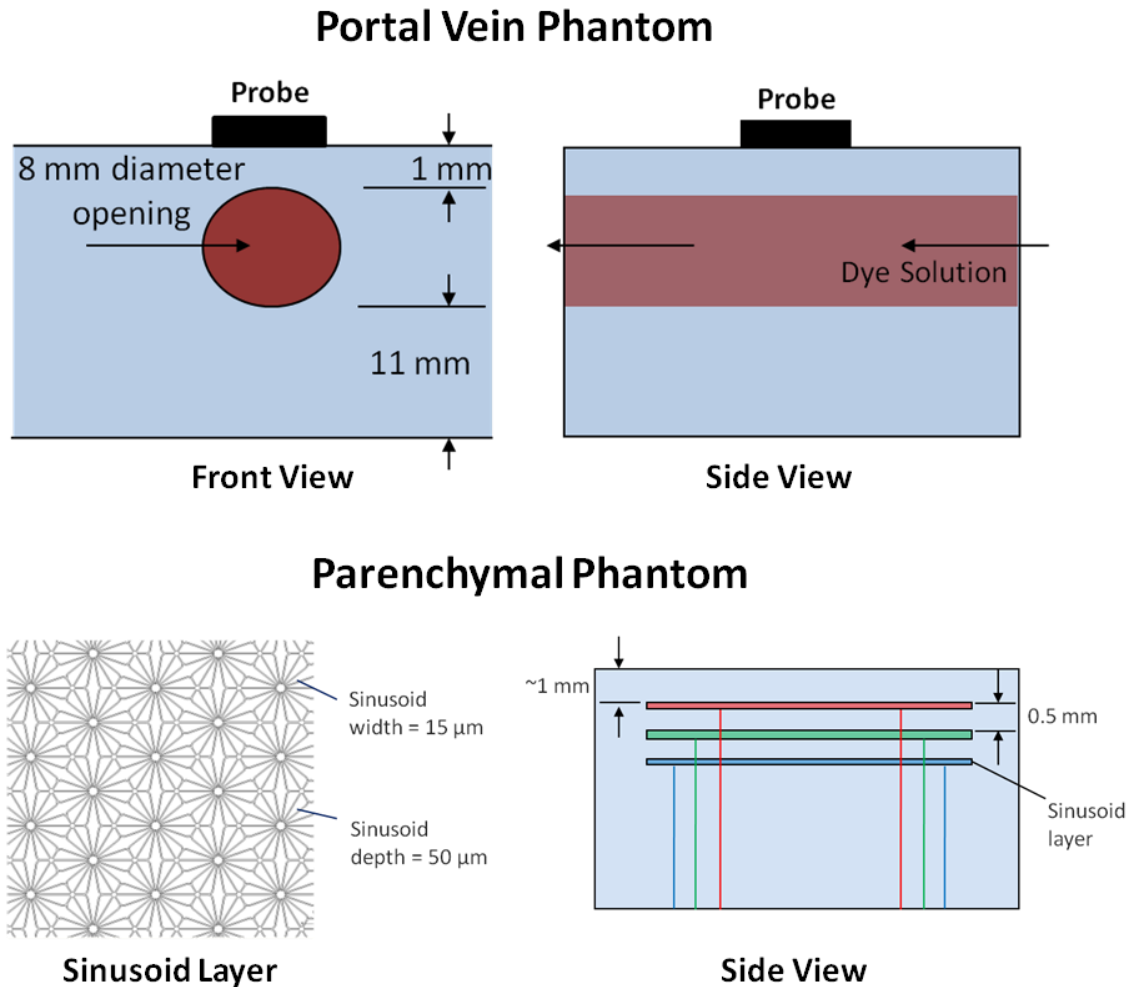 Portal Vein Phantom
Probe
8 mm diameter
opening
1 mm
11 mm
Front View
Probe
Dye Solution
Side View
Parenchymal Phantom
Sinusoid
width = 15 µm
Sinusoid
depth = 50 µm
Sinusoid Layer
~1 mm
0.5 mm
Sinusoid
layer
Side View